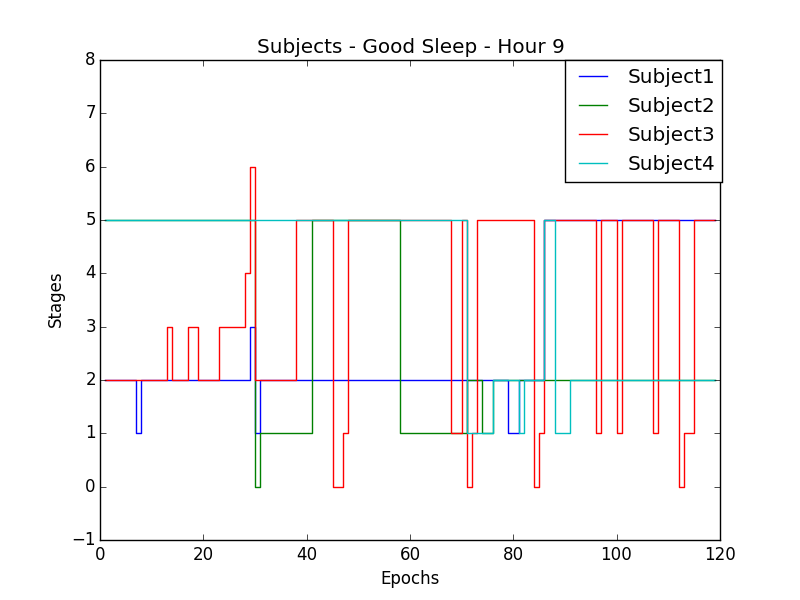 Subjects - Good Sleep - Hour 9
8
7
6
5
4
3
2
1
0
−1
Stages
0 20 40 60 80 100 120
Epochs
Subject1
Subject2
Subject3
Subject4